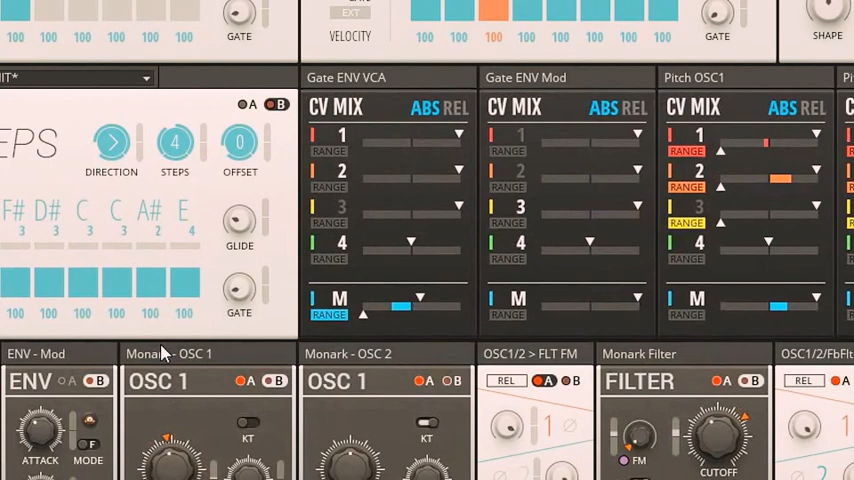 GATE
EXT
GATE
100 100 100 100 100
VELOCITY
100 100 100 100 100 100 100
GATE
GATE
SHAPE
IT*
Gate ENV VCA
Gate ENV Mod
Pitch OSC1
A B
CV MIX ABS REL
CV MIX ABS REL
CV MIX ABS REL
EPS
4
0
DIRECTION STEPS OFFSET
1
RANGE
2
RANGE
3
RANGE
4
RANGE
M
RANGE
1
RANGE
2
RANGE
3
RANGE
4
RANGE
M
RANGE
1
RANGE
2
RANGE
3
RANGE
4
RANGE
M
RANGE
F# D# C C A# E
3 3 3 3 2 4
GLIDE
100 100 100 100 100 100
GATE
ENV - Mod
Monark - OSC 1
Monark - OSC 2
OSC1/2 > FLT FM
Monark Filter
OSC1/2/FbFlt
ENV A B
OSC 1 A B
OSC 1 A B
REL A B
FILTER A B
REL
KT
KT
1
1
F
ATTACK MODE
FM
CUTOFF
2
2